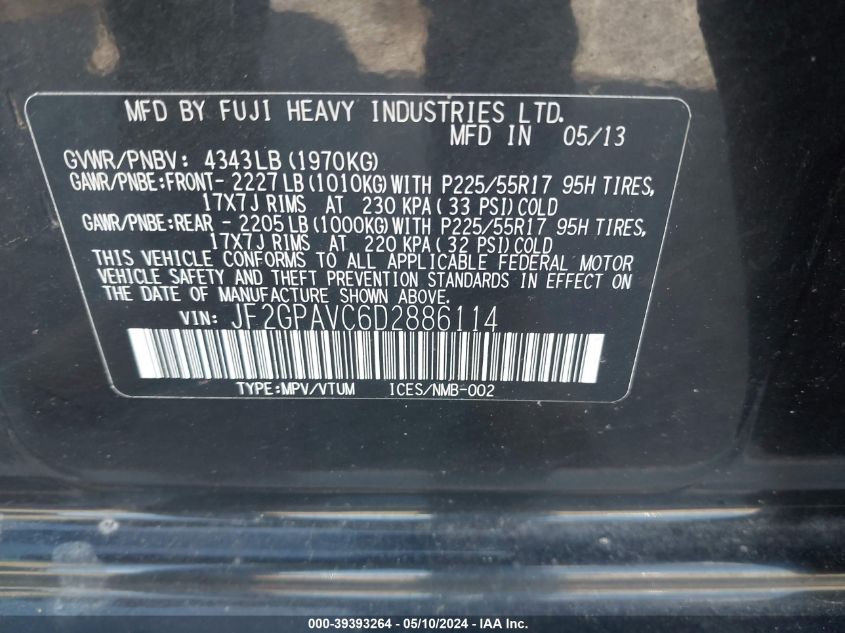 MFD BY FUJI HEAVY INDUSTRIES LTD.
MFD IN 05/13
GVWR/PNBV: 4343LB (1970KG)
GAWR/PNBE:FRONT- 2227LB (1010KG) WITH P225/55R17 95H TIRES,
17X7J RIMS AT 230 KPA (33 PSI) COLD
GAWR/PNBE:REAR - 2205LB (1000KG) WITH P225/55R17 95H TIRES,
17X7J RIMS AT 220 KPA (32 PSI) COLD
THIS VEHICLE CONFORMS TO ALL APPLICABLE FEDERAL MOTOR
VEHICLE SAFETY AND THEFT PREVENTION STANDARDS IN EFFECT ON
THE DATE OF MANUFACTURE SHOWN ABOVE.
VIN: JF2GPAVC6D2886114
TYPE:MPV/VTUM ICES/NMB-002
000-39393264 - 05/10/2024 - IAA Inc.